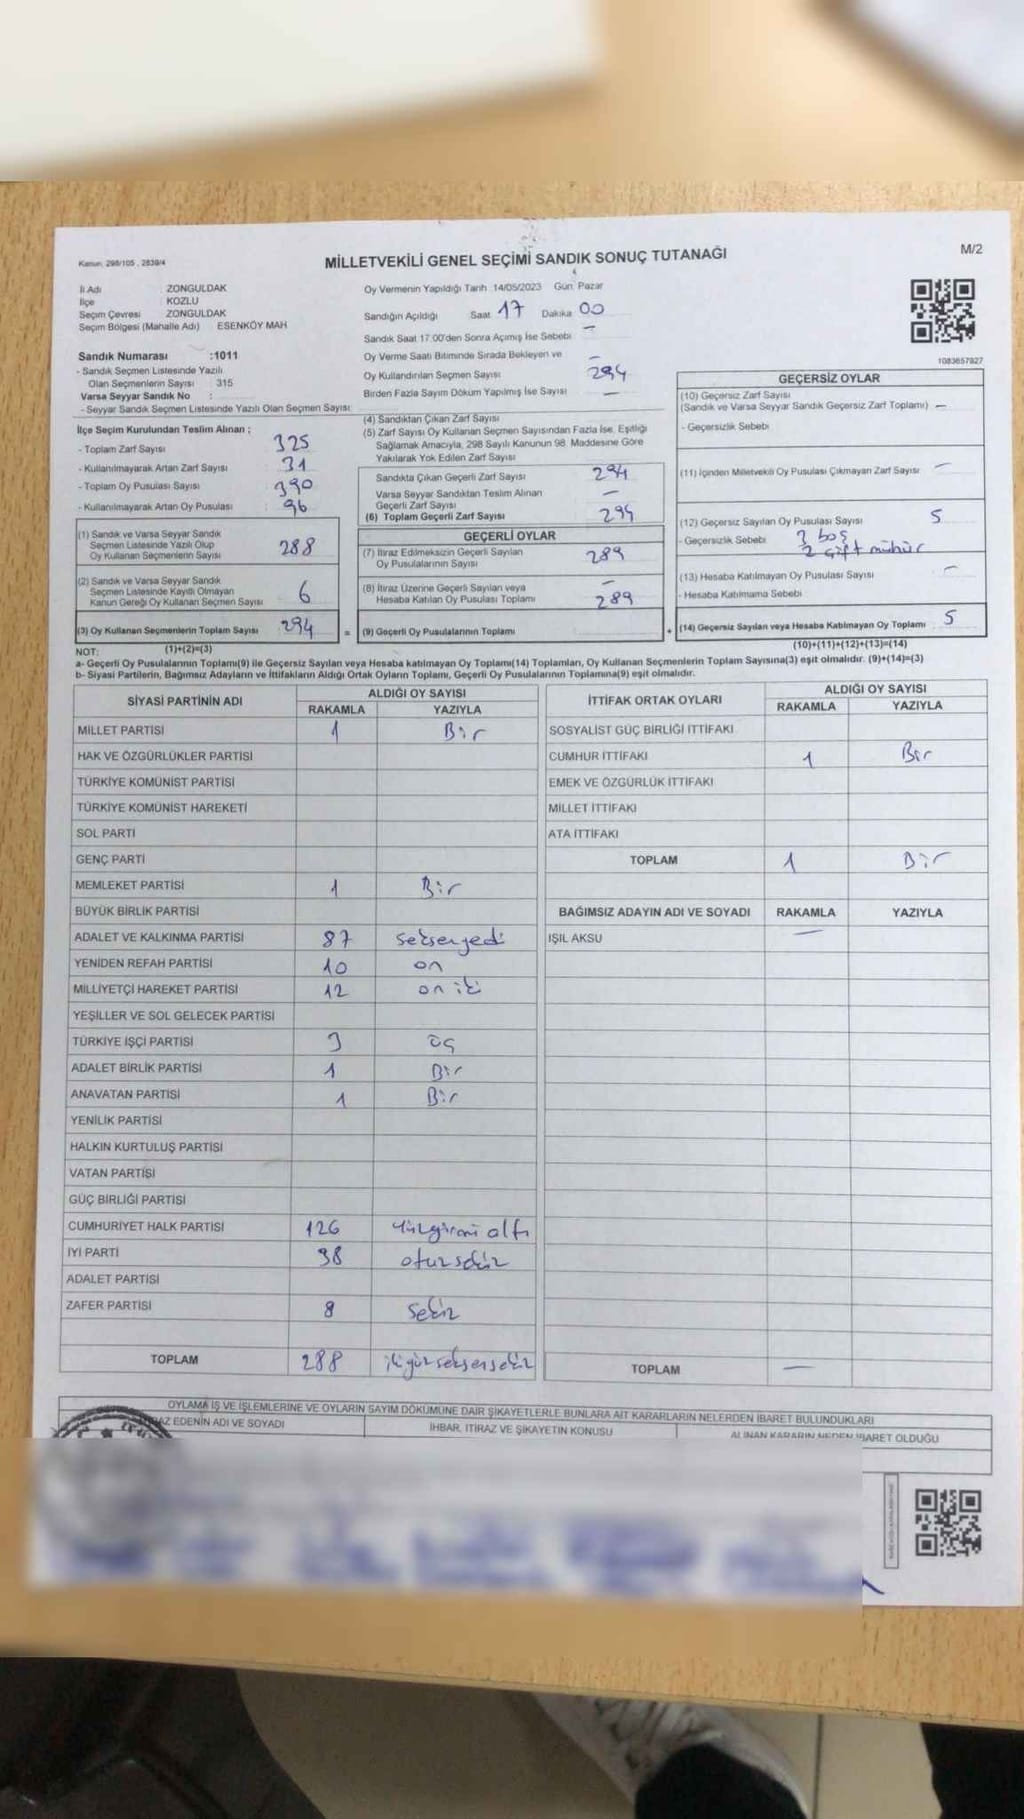 Kanun: 298/105, 2839/4
M/2
MİLLETVEKİLİ GENEL SEÇİMİ SANDIK SONUÇ TUTANAĞI
İl Adı : ZONGULDAK
İlçe : KOZLU
Seçim Çevresi : ZONGULDAK
Seçim Bölgesi (Mahalle Adı) : ESENKÖY MAH
Sandık Numarası :1011
- Sandık Seçmen Listesinde Yazılı
Olan Seçmenlerin Sayısı : 315
Varsa Seyyar Sandık No :
- Seyyar Sandık Seçmen Listesinde Yazılı Olan Seçmen Sayısı:
Oy Vermenin Yapıldığı Tarih 14/05/2023 Gün: Pazar
Sandığın Açıldığı Saat 17 Dakika 00
Sandık Saat 17:00'den Sonra Açılmış İse Sebebi : —
Oy Verme Saati Bitiminde Sırada Bekleyen ve
Oy Kullandırılan Seçmen Sayısı : —
294
Birden Fazla Sayım Döküm Yapılmış İse Sayısı : —
1083657927
İlçe Seçim Kurulundan Teslim Alınan ;
- Toplam Zarf Sayısı : 325
- Kullanılmayarak Artan Zarf Sayısı : 31
- Toplam Oy Pusulası Sayısı : 390
- Kullanılmayarak Artan Oy Pusulası : 96
(1) Sandık ve Varsa Seyyar Sandık
Seçmen Listesinde Yazılı Olup
Oy Kullanan Seçmenlerin Sayısı 288
(2) Sandık ve Varsa Seyyar Sandık
Seçmen Listesinde Kayıtlı Olmayan
Kanun Gereği Oy Kullanan Seçmen Sayısı 6
(3) Oy Kullanan Seçmenlerin Toplam Sayısı 294
(1)+(2)=(3)
(4) Sandıktan Çıkan Zarf Sayısı
(5) Zarf Sayısı Oy Kullanan Seçmen Sayısından Fazla İse, Eşitliği
Sağlamak Amacıyla, 298 Sayılı Kanunun 98. Maddesine Göre
Yakılarak Yok Edilen Zarf Sayısı
Sandıkta Çıkan Geçerli Zarf Sayısı 294
Varsa Seyyar Sandıktan Teslim Alınan
Geçerli Zarf Sayısı —
(6) Toplam Geçerli Zarf Sayısı 294
GEÇERLİ OYLAR
(7) İtiraz Edilmeksizin Geçerli Sayılan
Oy Pusulalarının Sayısı 289
(8) İtiraz Üzerine Geçerli Sayılan veya
Hesaba Katılan Oy Pusulası Toplamı —
= (9) Geçerli Oy Pusulalarının Toplamı 289
GEÇERSİZ OYLAR
(10) Geçersiz Zarf Sayısı
(Sandık ve Varsa Seyyar Sandık Geçersiz Zarf Toplamı) —
- Geçersizlik Sebebi :
(11) İçinden Milletvekili Oy Pusulası Çıkmayan Zarf Sayısı —
(12) Geçersiz Sayılan Oy Pusulası Sayısı 5
- Geçersizlik Sebebi : 3 boş
2 çift mühür
(13) Hesaba Katılmayan Oy Pusulası Sayısı —
- Hesaba Katılmama Sebebi :
+ (14) Geçersiz Sayılan veya Hesaba Katılmayan Oy Toplamı 5
(10)+(11)+(12)+(13)=(14)
NOT:
a- Geçerli Oy Pusulalarının Toplamı(9) ile Geçersiz Sayılan veya Hesaba katılmayan Oy Toplamı(14) Toplamları, Oy Kullanan Seçmenlerin Toplam Sayısına(3) eşit olmalıdır. (9)+(14)=(3)
b- Siyasi Partilerin, Bağımsız Adayların ve İttifakların Aldığı Ortak Oyların Toplamı, Geçerli Oy Pusulalarının Toplamına(9) eşit olmalıdır.
SİYASİ PARTİNİN ADI ALDIĞI OY SAYISI
RAKAMLA YAZIYLA
MİLLET PARTİSİ 1 Bir
HAK VE ÖZGÜRLÜKLER PARTİSİ
TÜRKİYE KOMÜNİST PARTİSİ
TÜRKİYE KOMÜNİST HAREKETİ
SOL PARTİ
GENÇ PARTİ
MEMLEKET PARTİSİ 1 Bir
BÜYÜK BİRLİK PARTİSİ
ADALET VE KALKINMA PARTİSİ 87 seksenyedi
YENİDEN REFAH PARTİSİ 10 on
MİLLİYETÇİ HAREKET PARTİSİ 12 on iki
YEŞİLLER VE SOL GELECEK PARTİSİ
TÜRKİYE İŞÇİ PARTİSİ 3 üç
ADALET BİRLİK PARTİSİ 1 Bir
ANAVATAN PARTİSİ 1 Bir
YENİLİK PARTİSİ
HALKIN KURTULUŞ PARTİSİ
VATAN PARTİSİ
GÜÇ BİRLİĞİ PARTİSİ
CUMHURİYET HALK PARTİSİ 126 yüzyirmi altı
İYİ PARTİ 38 otuzsekiz
ADALET PARTİSİ
ZAFER PARTİSİ 8 sekiz
TOPLAM 288 ikiyüzseksensekiz
İTTİFAK ORTAK OYLARI ALDIĞI OY SAYISI
RAKAMLA YAZIYLA
SOSYALİST GÜÇ BİRLİĞİ İTTİFAKI
CUMHUR İTTİFAKI 1 Bir
EMEK VE ÖZGÜRLÜK İTTİFAKI
MİLLET İTTİFAKI
ATA İTTİFAKI
TOPLAM 1 Bir
BAĞIMSIZ ADAYIN ADI VE SOYADI RAKAMLA YAZIYLA
IŞIL AKSU —
TOPLAM —
OYLAMA İŞ VE İŞLEMLERİNE VE OYLARIN SAYIM DÖKÜMÜNE DAİR ŞİKAYETLERLE BUNLARA AİT KARARLARIN NELERDEN İBARET BULUNDUKLARI
EDENİN ADI VE SOYADI
İHBAR, İTİRAZ VE ŞİKAYETİN KONUSU
ALINAN KARARIN NEDEN İBARET OLDUĞU